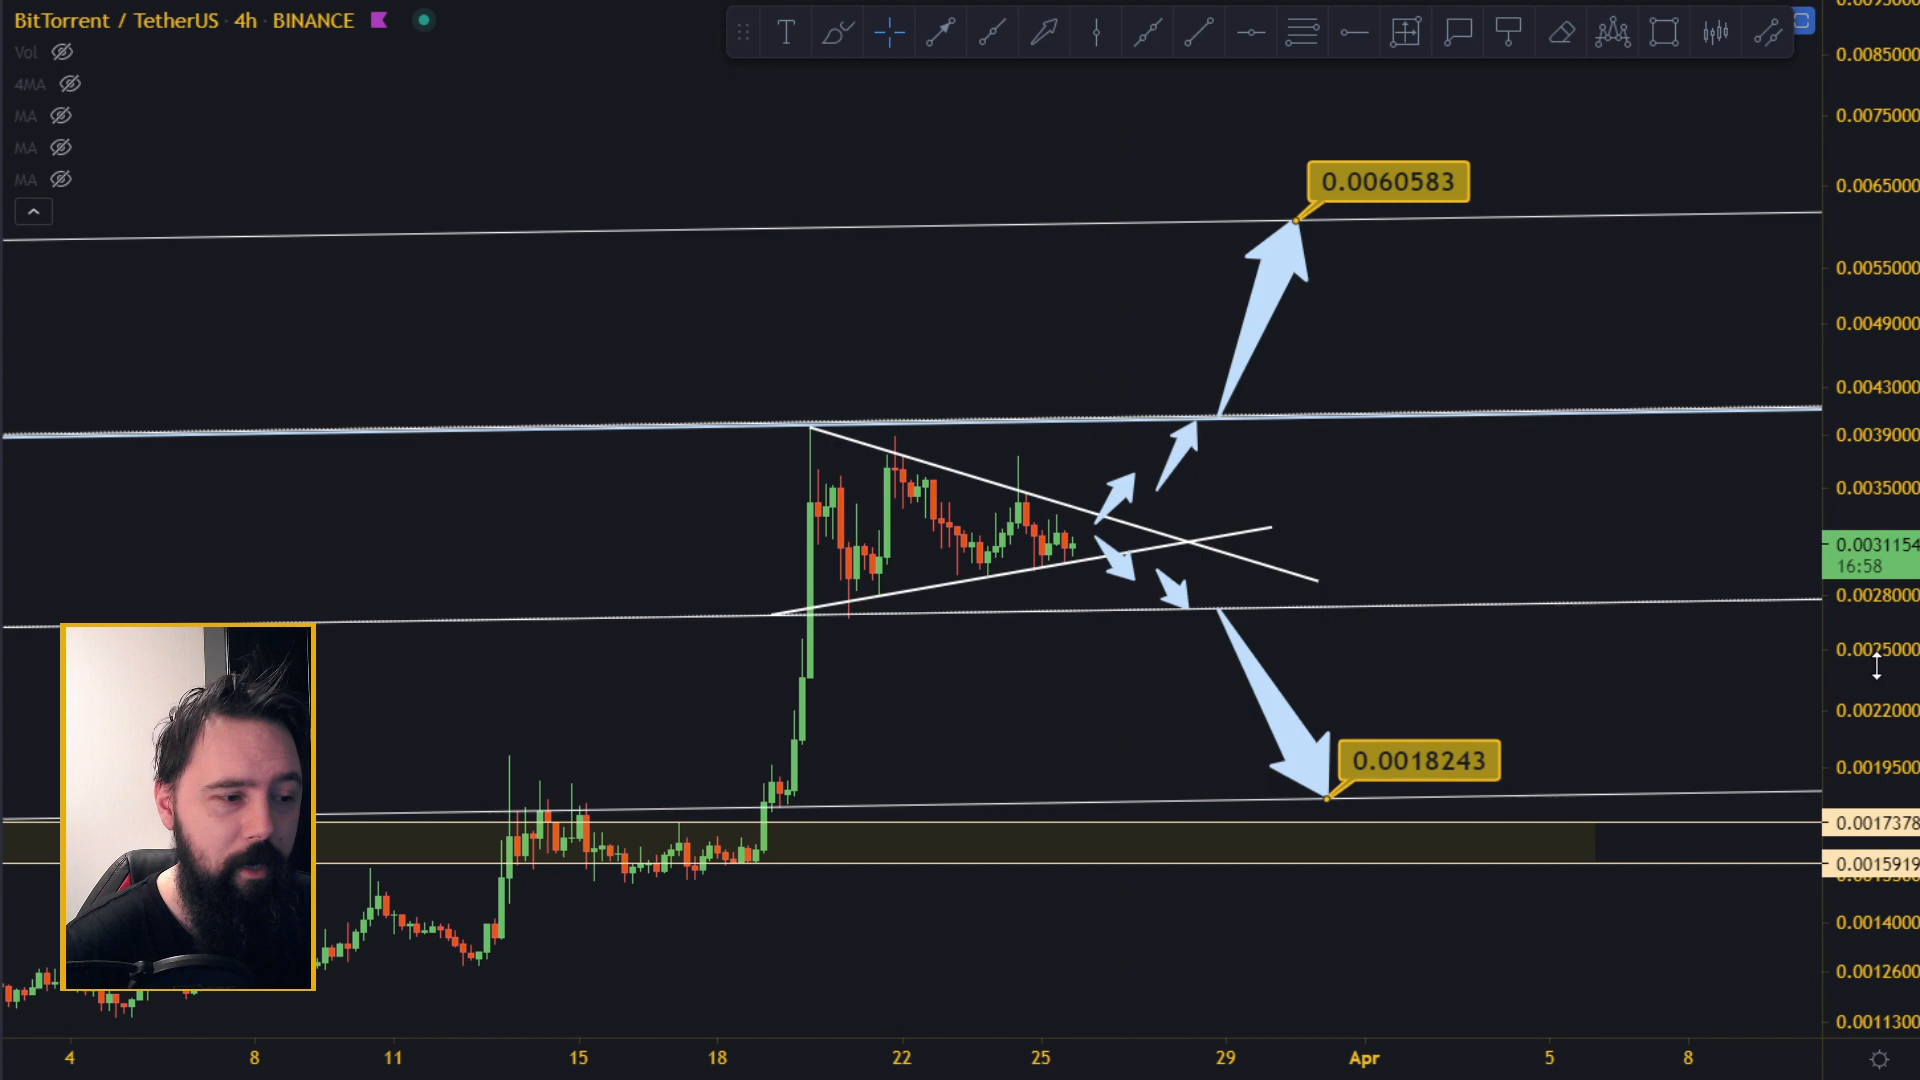 BitTorrent / TetherUS · 4h · BINANCE
Vol
4MA
MA
MA
MA
T
0.0060583
0.0018243
0.0085000
0.0075000
0.0065000
0.0055000
0.0049000
0.0043000
0.0039000
0.0035000
0.0031154
16:58
0.0028000
0.0025000
0.0022000
0.0019500
0.0017378
0.0015919
0.0014000
0.0012600
0.0011300
4 8 11 15 18 22 25 29 Apr 5 8